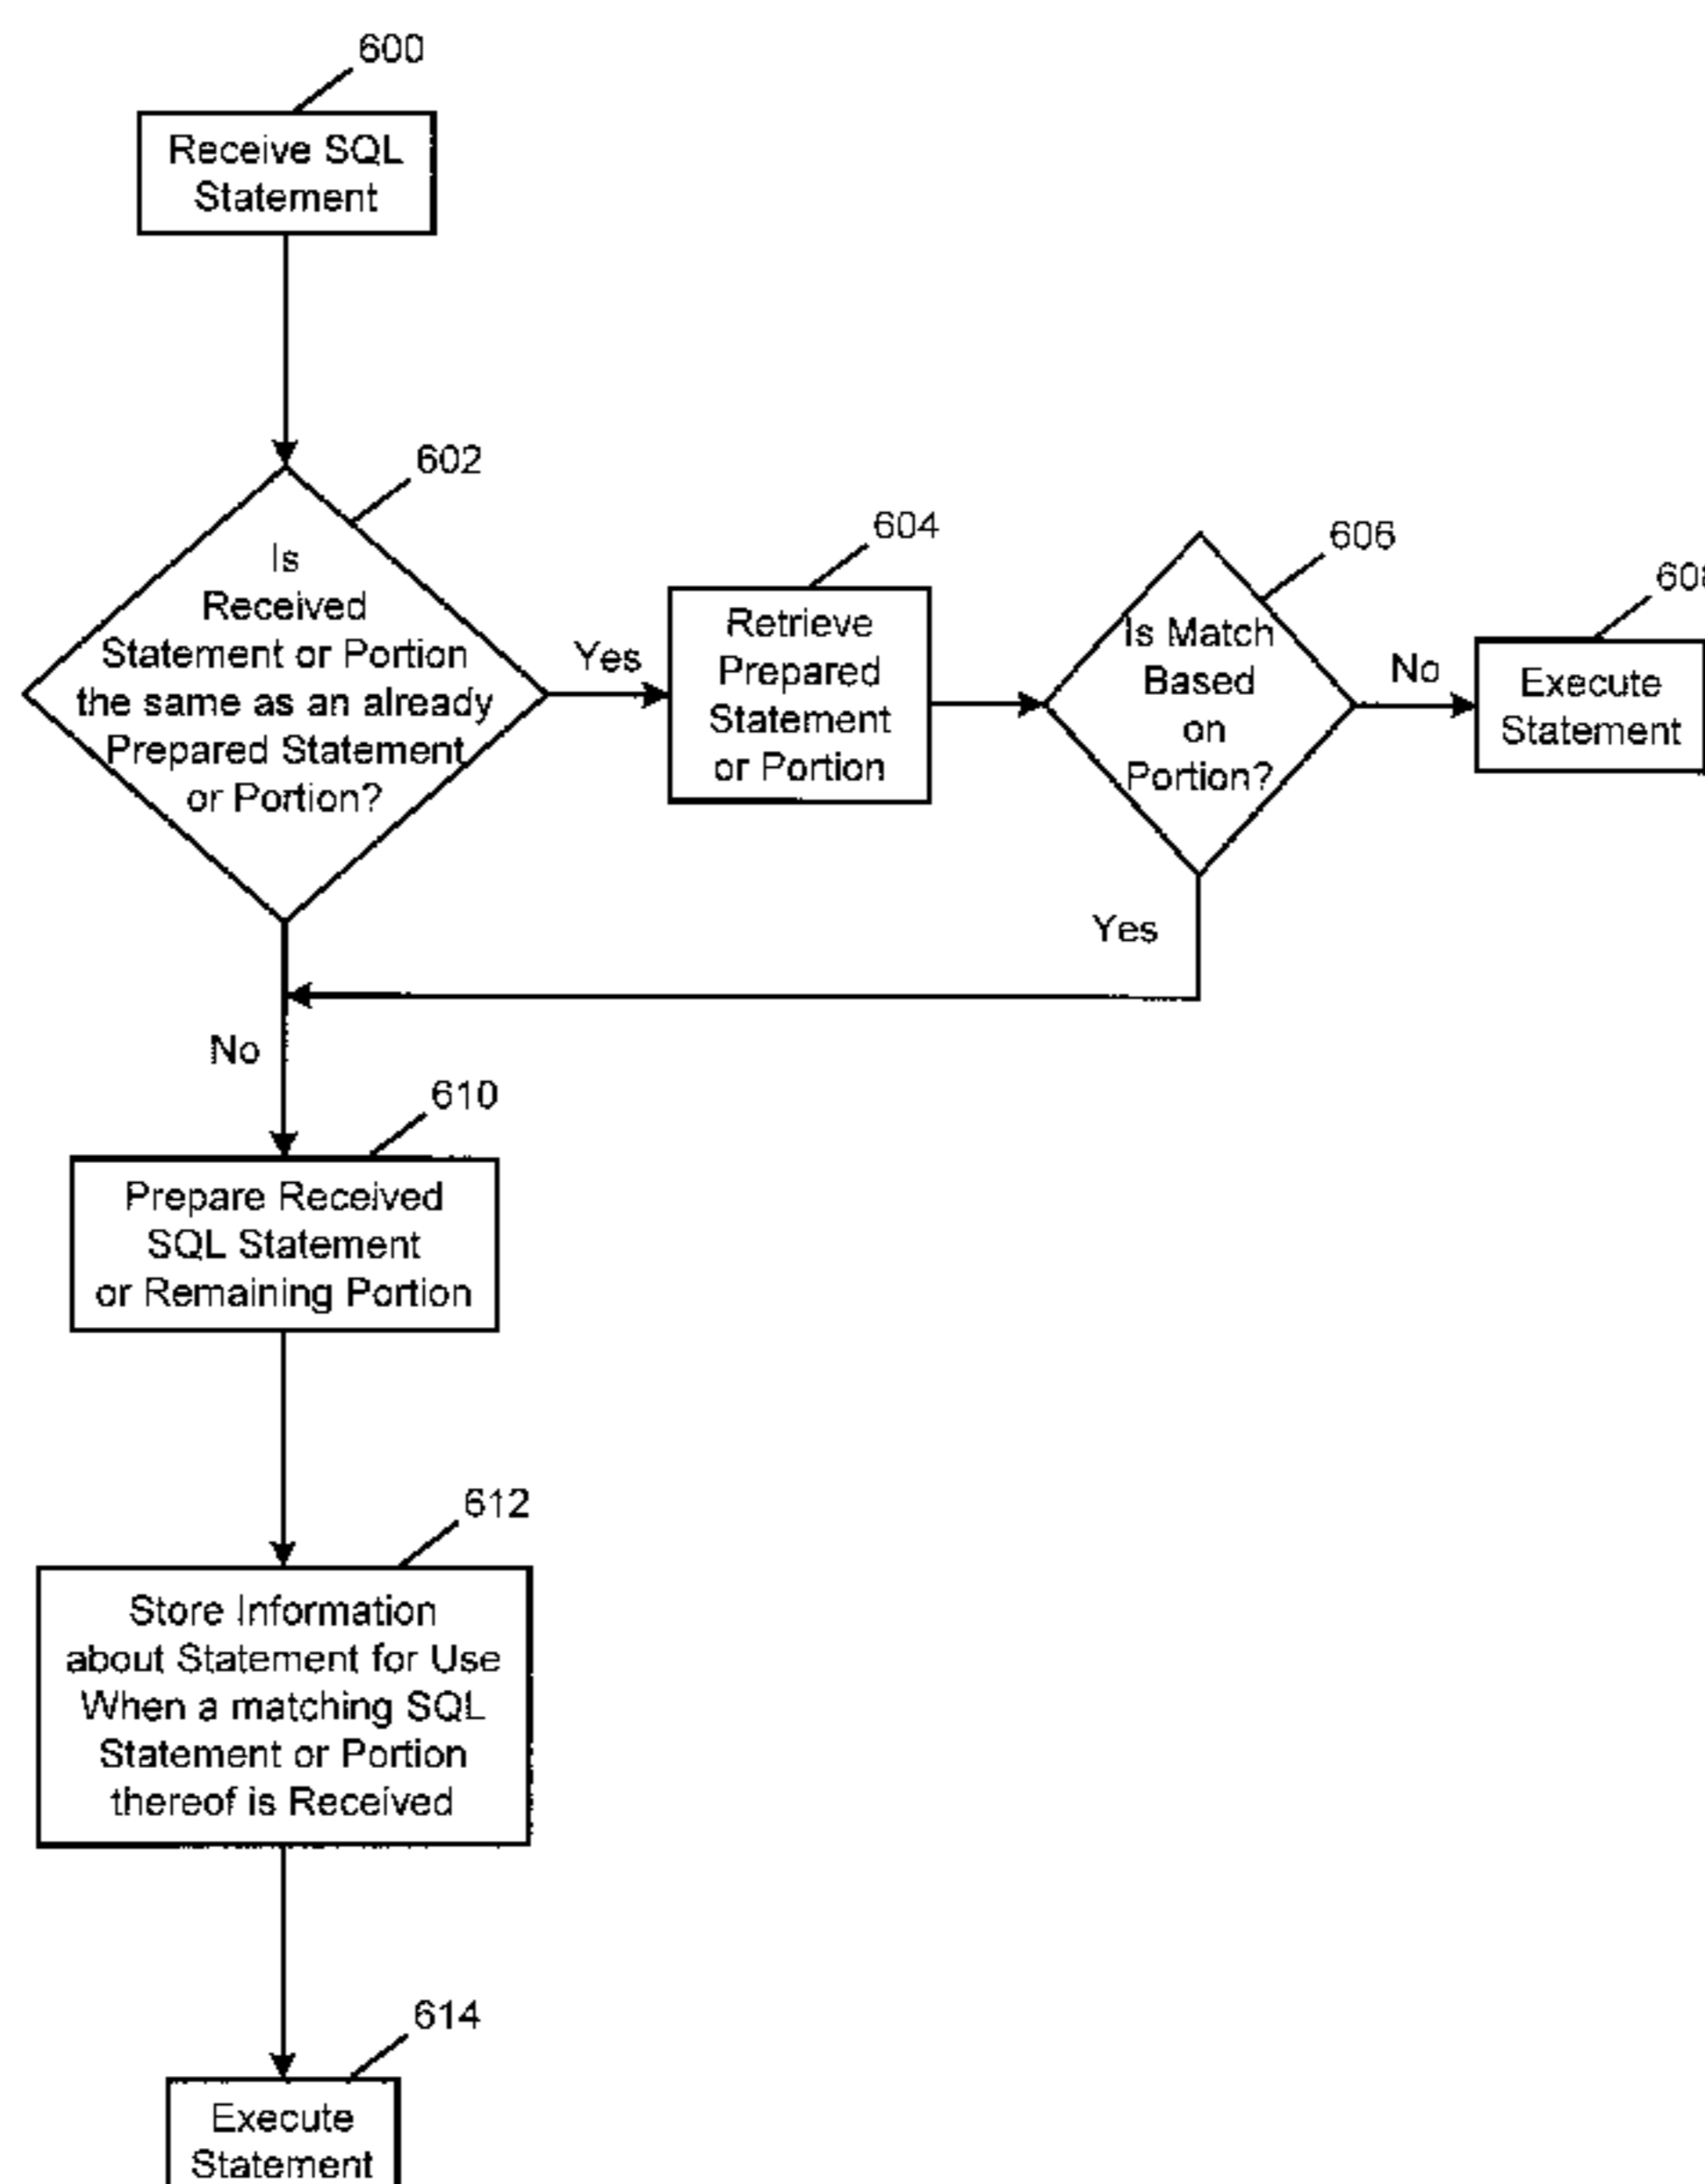 600
Receive SQL
Statement
602
Is
Received
Statement or Portion
the same as an already
Prepared Statement
or Portion?
Yes
604
Retrieve
Prepared
Statement
or Portion
606
Is Match
Based
on
Portion?
No
Execute
Statement
Yes
No
610
Prepare Received
SQL Statement
or Remaining Portion
612
Store Information
about Statement for Use
When a matching SQL
Statement or Portion
thereof is Received
614
Execute
Statement